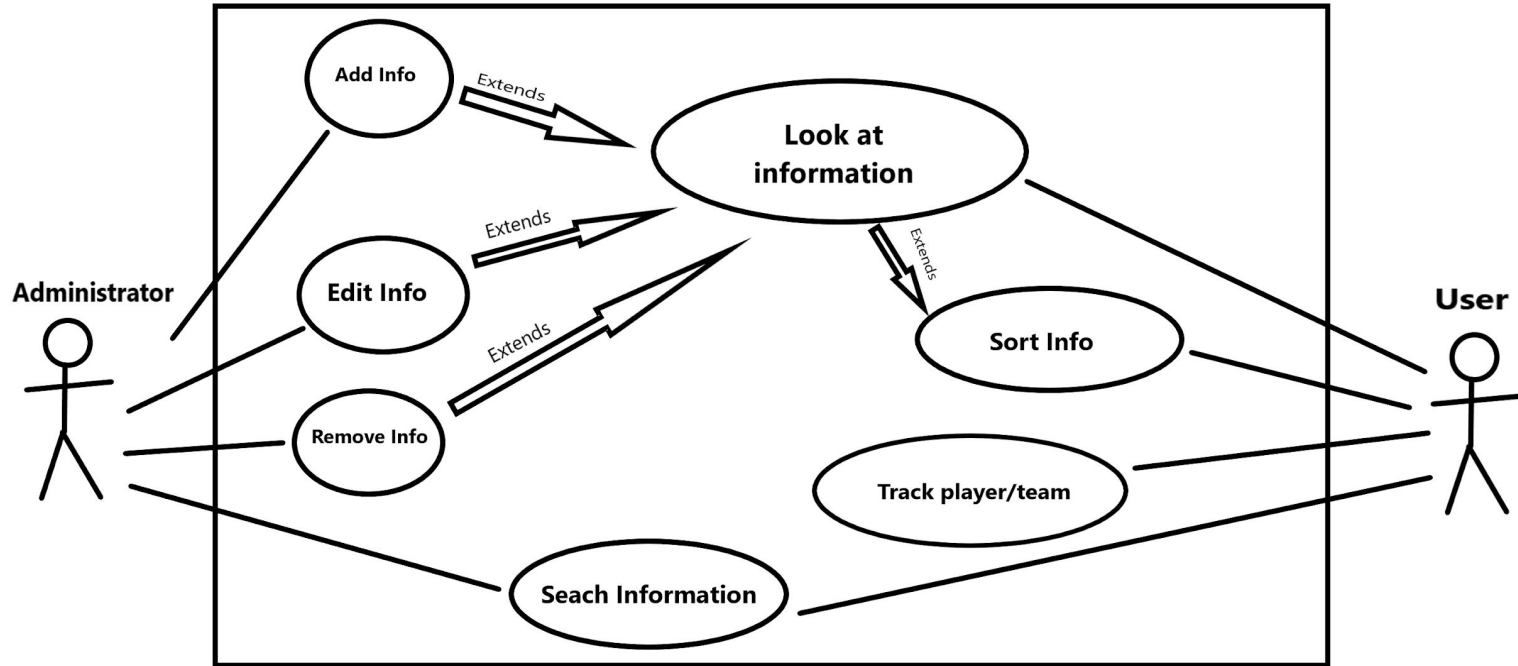 Add Info
Extends
Look at
information
Extends
Extends
Administrator
Edit Info
User
Sort Info
Extends
Remove Info
Track player/team
Seach Information